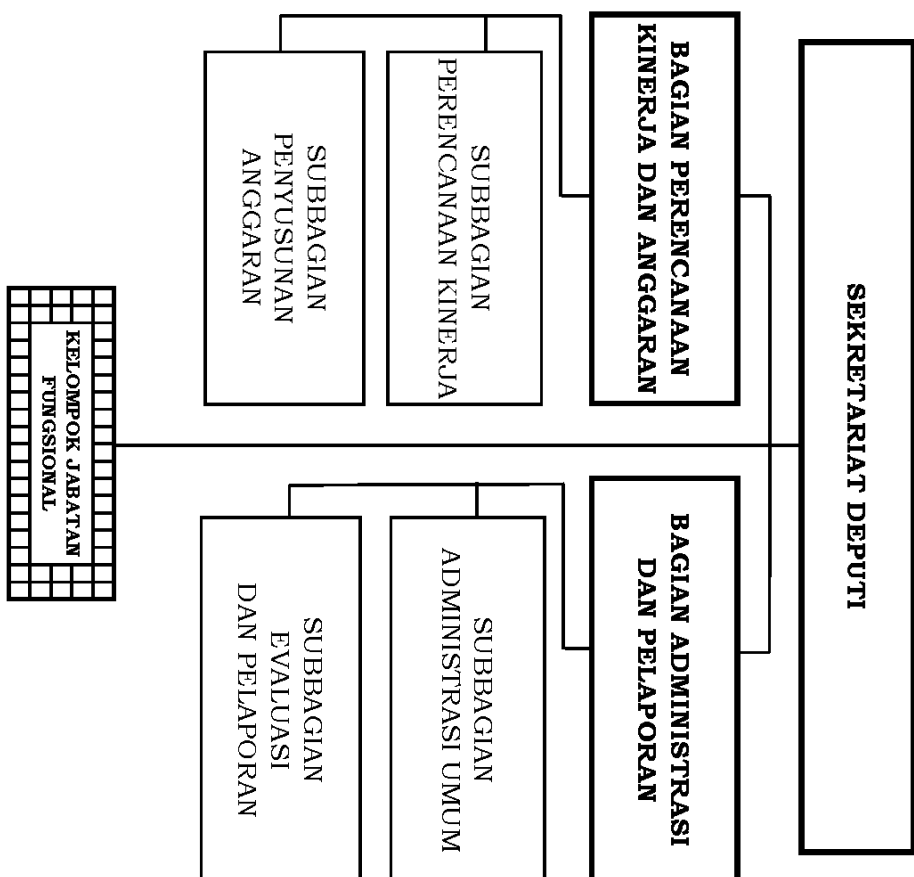 SEKRETARIAT DEPUTI
BAGIAN PERENCANAAN
KINERJA DAN ANGGARAN
SUBBAGIAN
PERENCANAAN KINERJA
SUBBAGIAN
PENYUSUNAN
ANGGARAN
BAGIAN ADMINISTRASI
DAN PELAPORAN
SUBBAGIAN
ADMINISTRASI UMUM
SUBBAGIAN
EVALUASI
DAN PELAPORAN
KELOMPOK JABATAN
FUNGSIONAL